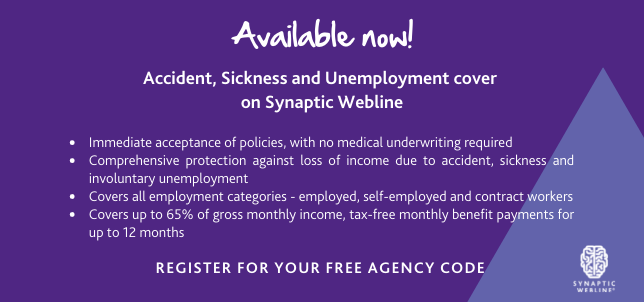 Available now!
Accident, Sickness and Unemployment cover
on Synaptic Webline
• Immediate acceptance of policies, with no medical underwriting required
• Comprehensive protection against loss of income due to accident, sickness and
involuntary unemployment
• Covers all employment categories - employed, self-employed and contract workers
• Covers up to 65% of gross monthly income, tax-free monthly benefit payments for
up to 12 months
REGISTER FOR YOUR FREE AGENCY CODE
SYNAPTIC
WEBLINE